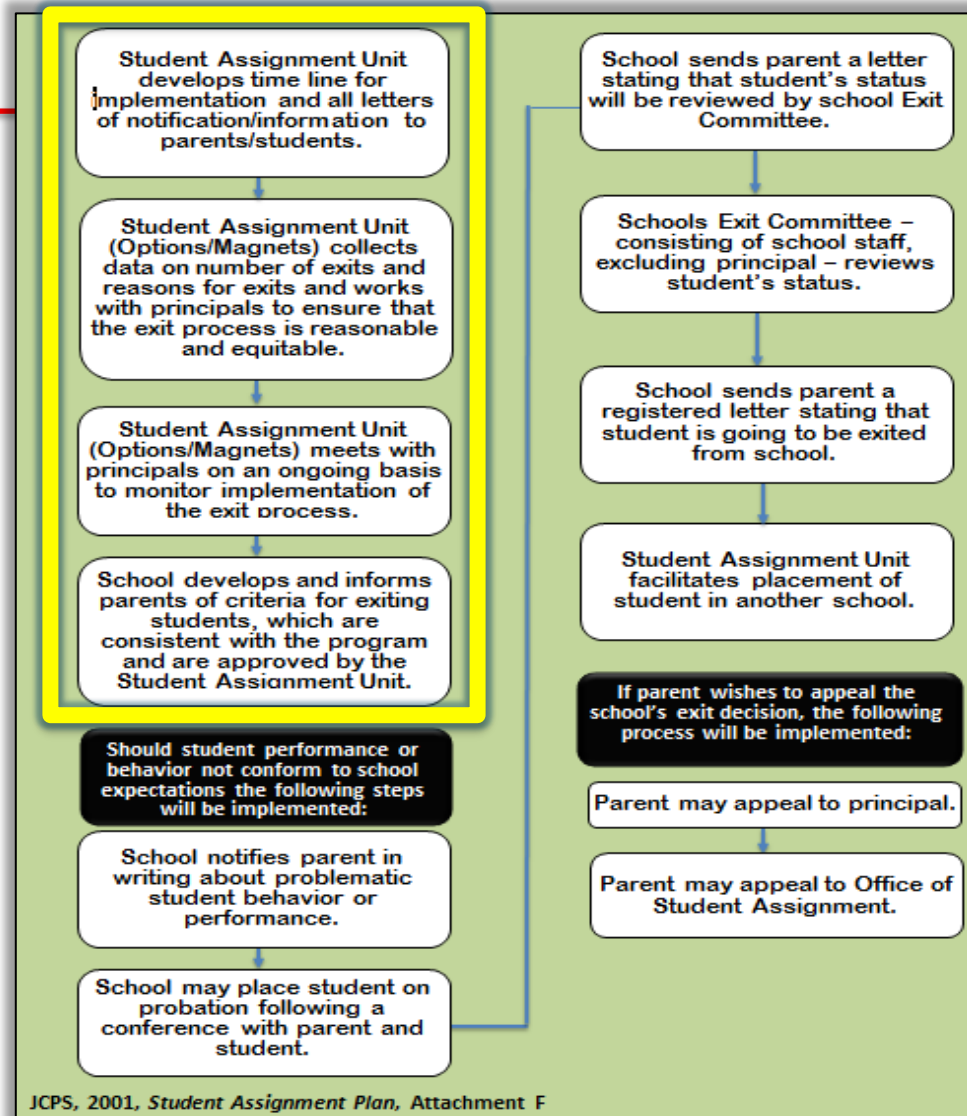 Student Assignment Unit
develops time line for
implementation and all letters
of notification/information to
parents/students.
Student Assignment Unit
(Options/Magnets) collects
data on number of exits and
reasons for exits and works
with principals to ensure that
the exit process is reasonable
and equitable.
Student Assignment Unit
(Options/Magnets) meets with
principals on an ongoing basis
to monitor implementation of
the exit process.
School develops and informs
parents of criteria for exiting
students, which are
consistent with the program
and are approved by the
Student Assignment Unit.
Should student performance or
behavior not conform to school
expectations the following steps
will be implemented:
School notifies parent in
writing about problematic
student behavior or
performance.
School may place student on
probation following a
conference with parent and
student.
School sends parent a letter
stating that student's status
will be reviewed by school Exit
Committee.
Schools Exit Committee –
consisting of school staff,
excluding principal – reviews
student's status.
School sends parent a
registered letter stating that
student is going to be exited
from school.
Student Assignment Unit
facilitates placement of
student in another school.
If parent wishes to appeal the
school's exit decision, the following
process will be implemented:
Parent may appeal to principal.
Parent may appeal to Office of
Student Assignment.
JCPS, 2001, Student Assignment Plan, Attachment F